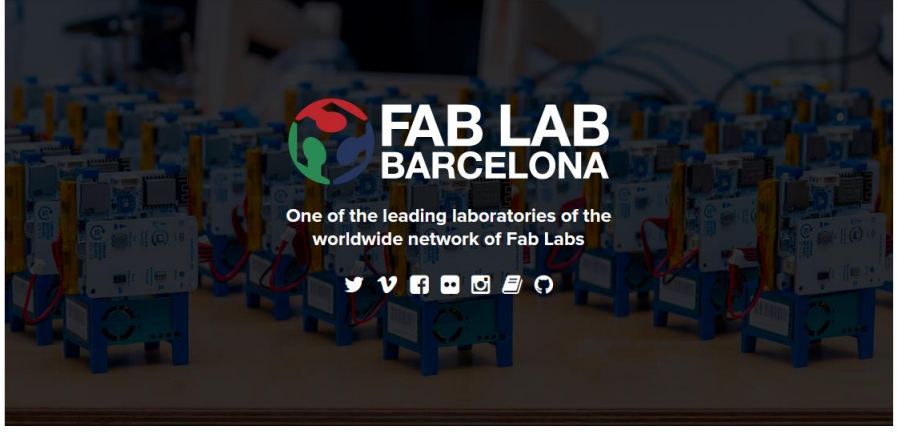 FAB LAB
BARCELONA
One of the leading laboratories of the
worldwide network of Fab Labs